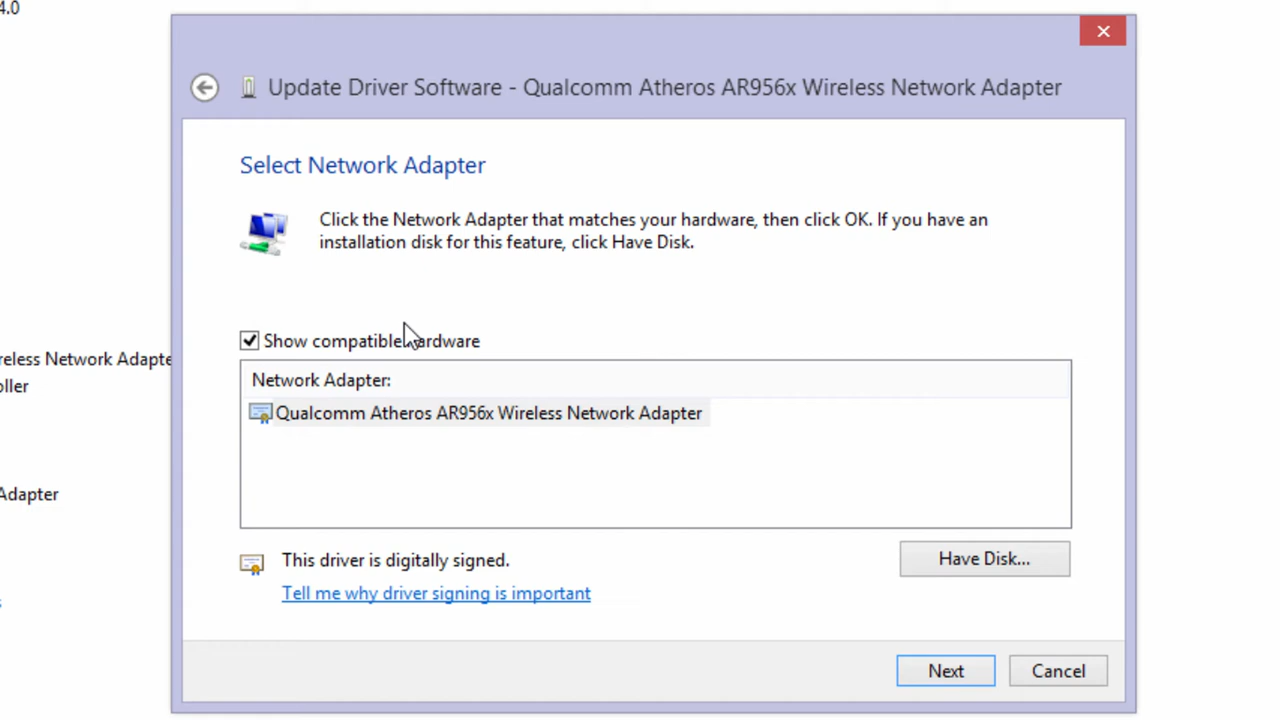 4.0
Update Driver Software - Qualcomm Atheros AR956x Wireless Network Adapter
Select Network Adapter
Click the Network Adapter that matches your hardware, then click OK. If you have an
installation disk for this feature, click Have Disk.
Show compatible hardware
reless Network Adapte
oller
Network Adapter:
Qualcomm Atheros AR956x Wireless Network Adapter
Adapter
This driver is digitally signed.
Have Disk...
Tell me why driver signing is important
s
Next
Cancel